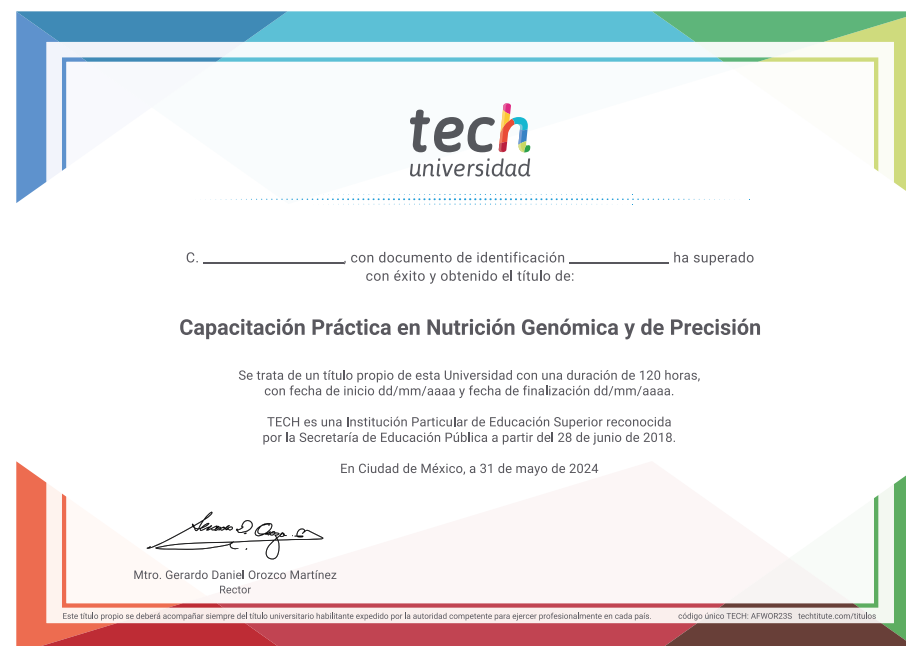 tech
universidad
C. ____________, con documento de identificación ____________ ha superado
con éxito y obtenido el título de:
Capacitación Práctica en Nutrición Genómica y de Precisión
Se trata de un título propio de esta Universidad con una duración de 120 horas,
con fecha de inicio dd/mm/aaaa y fecha de finalización dd/mm/aaaa.
TECH es una Institución Particular de Educación Superior reconocida
por la Secretaría de Educación Pública a partir del 28 de junio de 2018.
En Ciudad de México, a 31 de mayo de 2024
Mtro. Gerardo Daniel Orozco Martínez
Rector
Este título propio se deberá acompañar siempre del título universitario habilitante expedido por la autoridad competente para ejercer profesionalmente en cada país. código único TECH: AFWOR23S techtitute.com/titulos